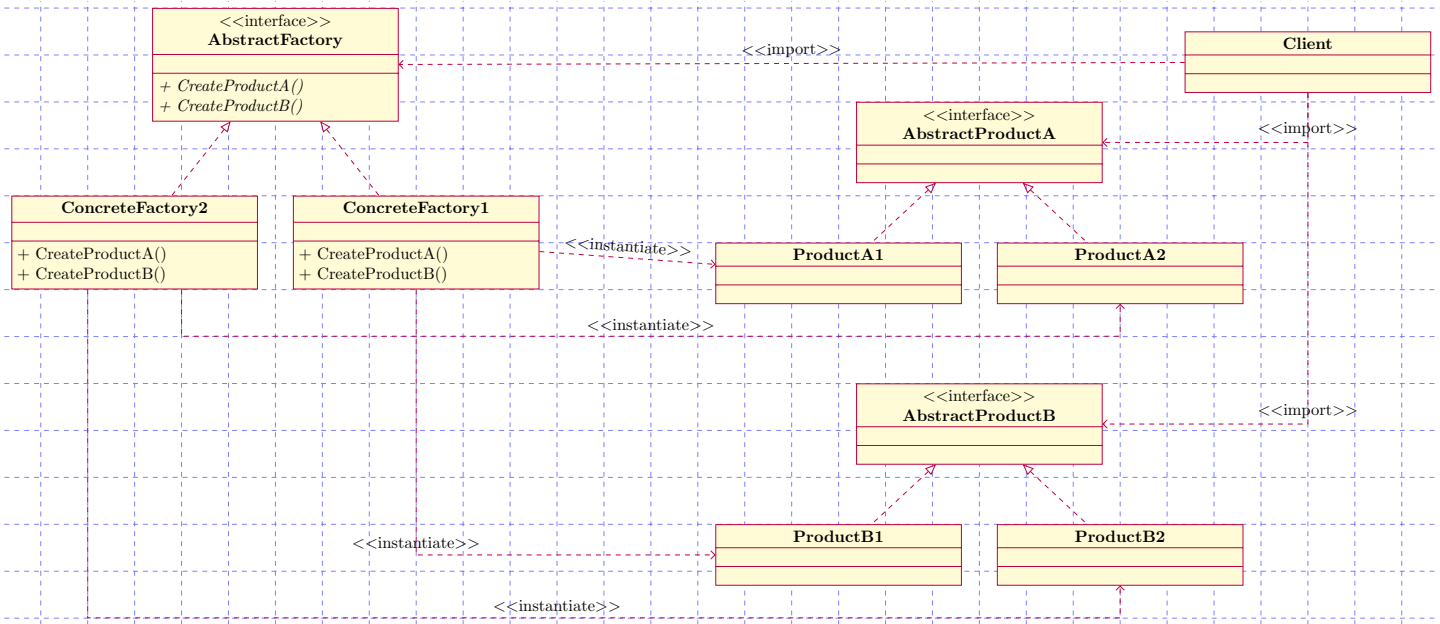 <<interface>>
AbstractFactory
+ CreateProductA()
+ CreateProductB()
<<import>>
Client
<<interface>>
AbstractProductA
<<import>>
ConcreteFactory2
+ CreateProductA()
+ CreateProductB()
ConcreteFactory1
+ CreateProductA()
+ CreateProductB()
<<instantiate>>
ProductA1
ProductA2
<<instantiate>>
<<interface>>
AbstractProductB
<<import>>
<<instantiate>>
ProductB1
ProductB2
<<instantiate>>